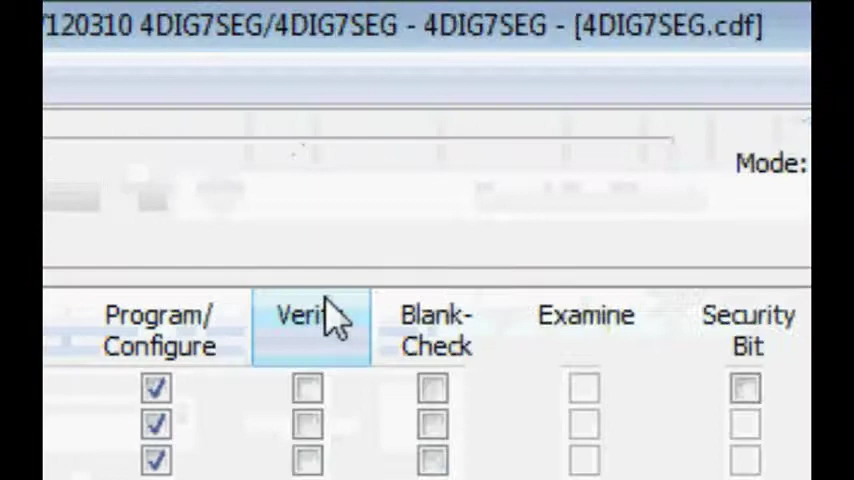 /120310 4DIG7SEG/4DIG7SEG - 4DIG7SEG - [4DIG7SEG.cdf]
Mode:
Program/ Blank- Examine Security
Configure Check Bit